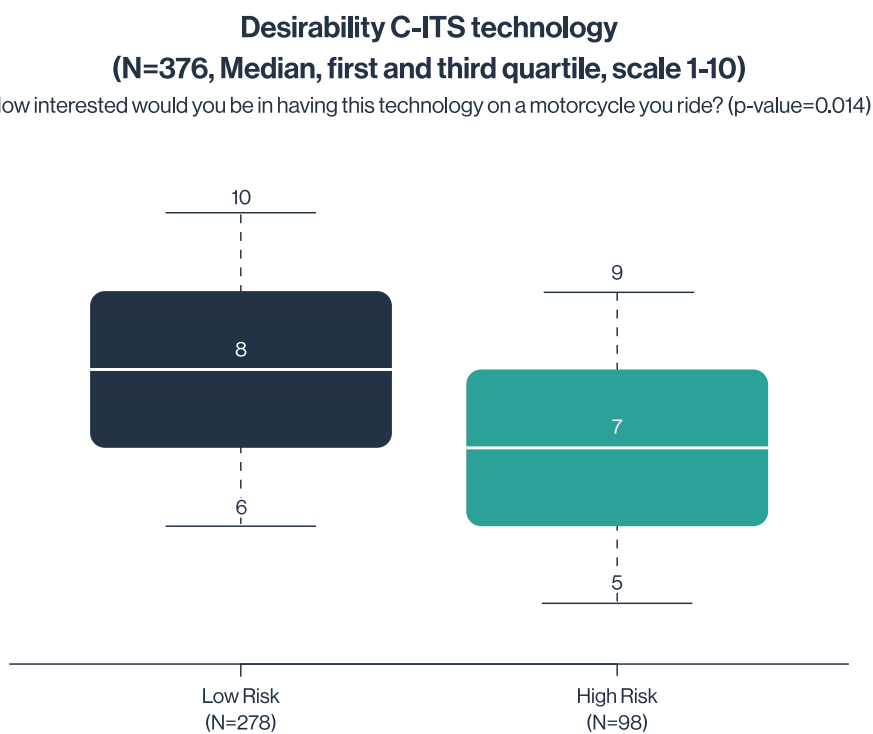 Desirability C-ITS technology
(N=376, Median, first and third quartile, scale 1-10)
ow interested would you be in having this technology on a motorcycle you ride? (p-value=0.014)
10
9
8
7
6
5
Low Risk
(N=278)
High Risk
(N=98)